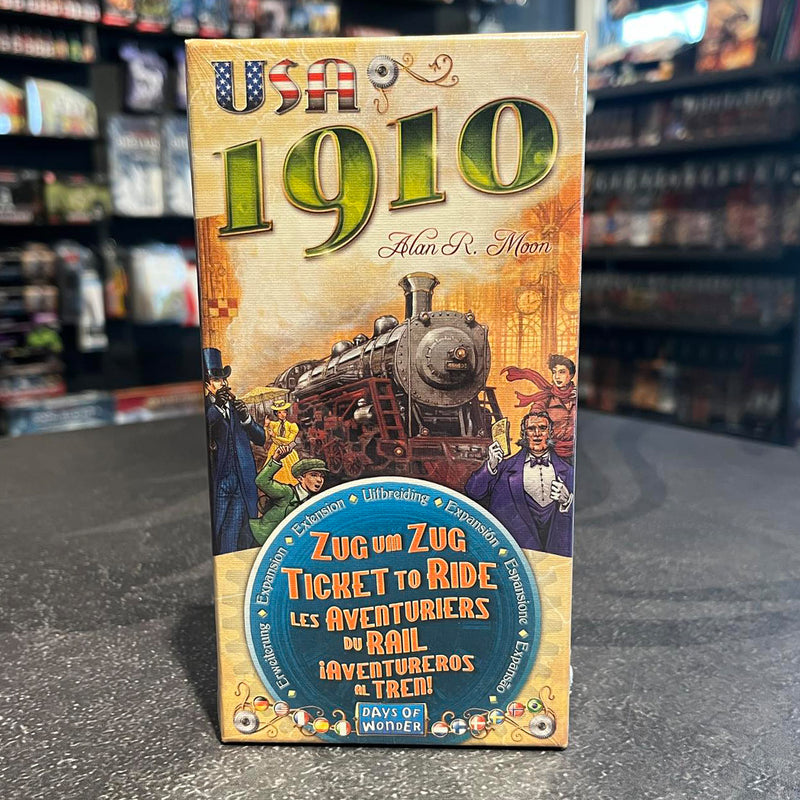 USA
1910
Alan R. Moon
Erweiterung ◆ Expansion ◆ Extension ◆ Uitbreiding ◆ Expansión ◆ Espansione ◆ Expansão
ZUG UM ZUG
TICKET TO RIDE
LES AVENTURIERS
DU RAIL
¡AVENTUREROS
AL TREN!
DAYS OF
WONDER